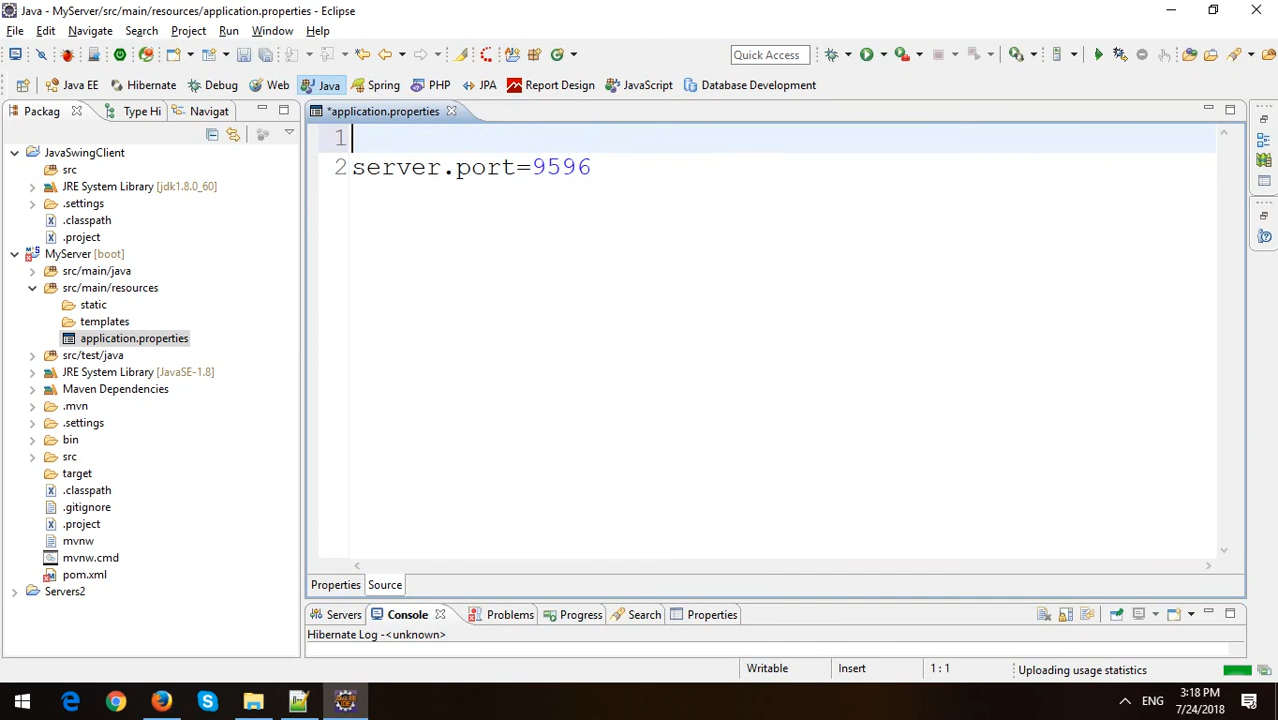 Java - MyServer/src/main/resources/application.properties - Eclipse
File Edit Navigate Search Project Run Window Help
Quick Access
Java EE Hibernate Debug Web Java Spring PHP JPA Report Design JavaScript Database Development
Packag Type Hi Navigat
*application.properties
JavaSwingClient
src
JRE System Library [jdk1.8.0_60]
.settings
.classpath
.project
MyServer [boot]
src/main/java
src/main/resources
static
templates
application.properties
src/test/java
JRE System Library [JavaSE-1.8]
Maven Dependencies
.mvn
.settings
bin
src
target
.classpath
.gitignore
.project
mvnw
mvnw.cmd
pom.xml
Servers2
1
2 server.port=9596
Properties Source
Servers Console Problems Progress Search Properties
Hibernate Log -<unknown>
Writable Insert 1 : 1 Uploading usage statistics
ENG
3:18 PM
7/24/2018